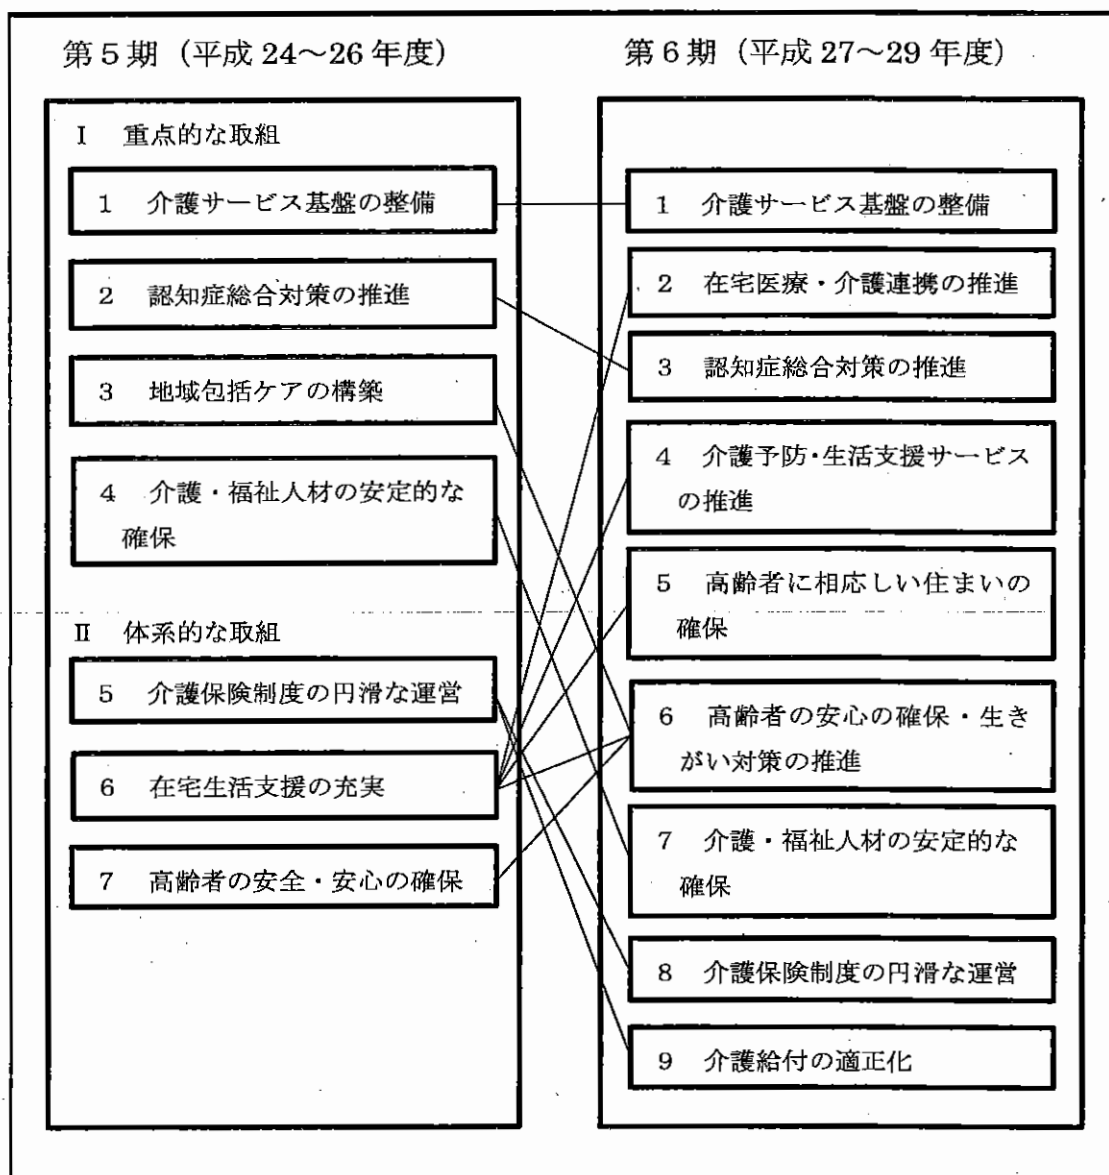 第5期（平成 24～26 年度）
Ⅰ 重点的な取組
1 介護サービス基盤の整備
2 認知症総合対策の推進
3 地域包括ケアの構築
4 介護・福祉人材の安定的な
確保
Ⅱ 体系的な取組
5 介護保険制度の円滑な運営
6 在宅生活支援の充実
7 高齢者の安全・安心の確保
第6期（平成 27～29 年度）
1 介護サービス基盤の整備
2 在宅医療・介護連携の推進
3 認知症総合対策の推進
4 介護予防・生活支援サービス
の推進
5 高齢者に相応しい住まいの
確保
6 高齢者の安心の確保・生き
がい対策の推進
7 介護・福祉人材の安定的な
確保
8 介護保険制度の円滑な運営
9 介護給付の適正化